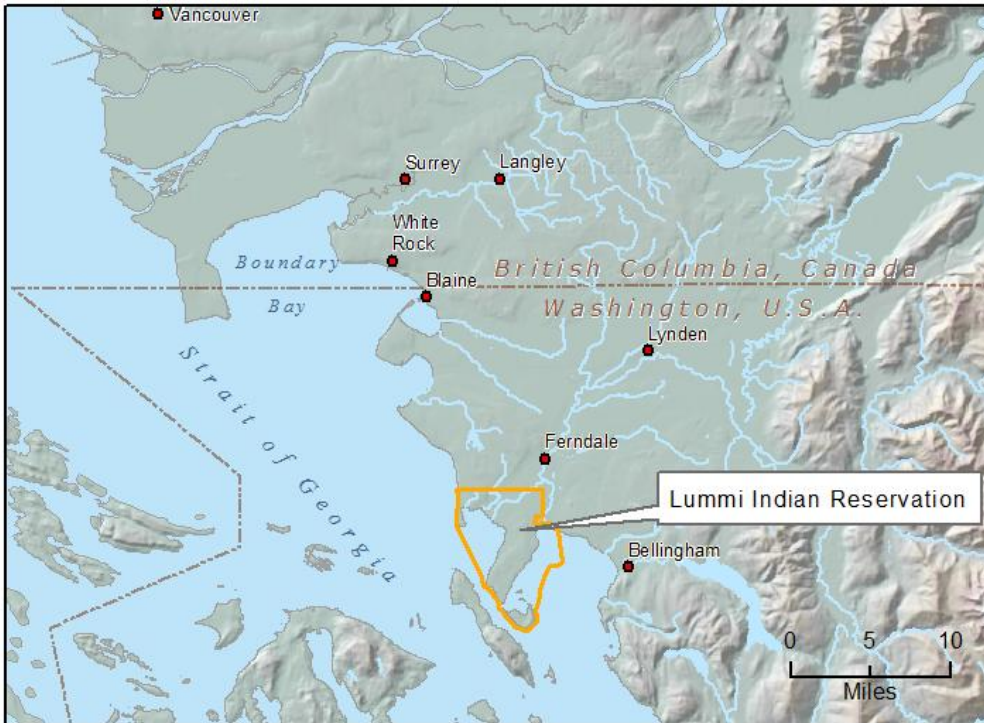 Vancouver
Surrey
Langley
White
Rock
Boundary
British Columbia, Canada
Blaine
Bay
Washington, U.S.A.
Lynden
Strait of Georgia
Ferndale
Lummi Indian Reservation
Bellingham
0 5 10
Miles